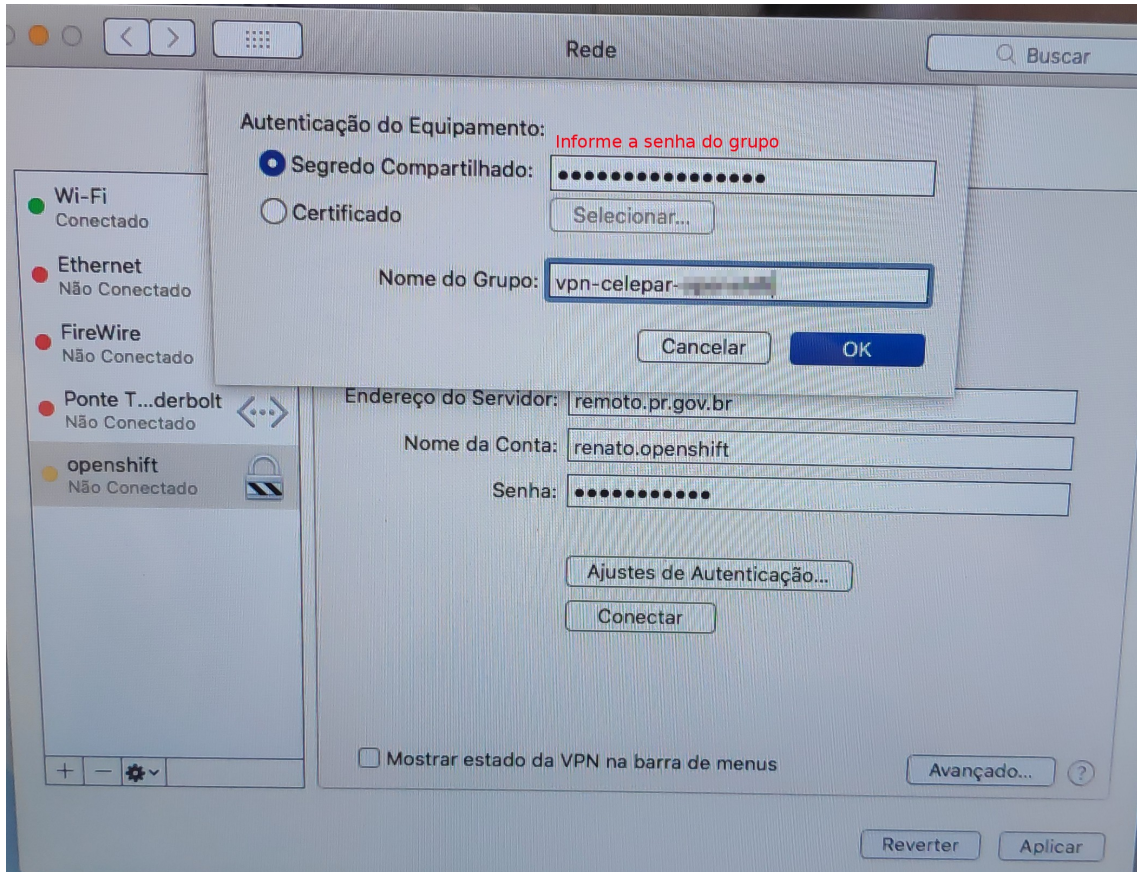 Rede
Buscar
Autenticação do Equipamento:
Informe a senha do grupo
Segredo Compartilhado: ••••••••••••••••
Certificado
Selecionar...
Nome do Grupo: vpn-celepar-
Cancelar
OK
Wi-Fi
Conectado
Ethernet
Não Conectado
FireWire
Não Conectado
Ponte T...derbolt
Não Conectado
openshift
Não Conectado
Endereço do Servidor: remoto.pr.gov.br
Nome da Conta: renato.openshift
Senha: •••••••••••
Ajustes de Autenticação...
Conectar
Mostrar estado da VPN na barra de menus
Avançado...
?
Reverter
Aplicar